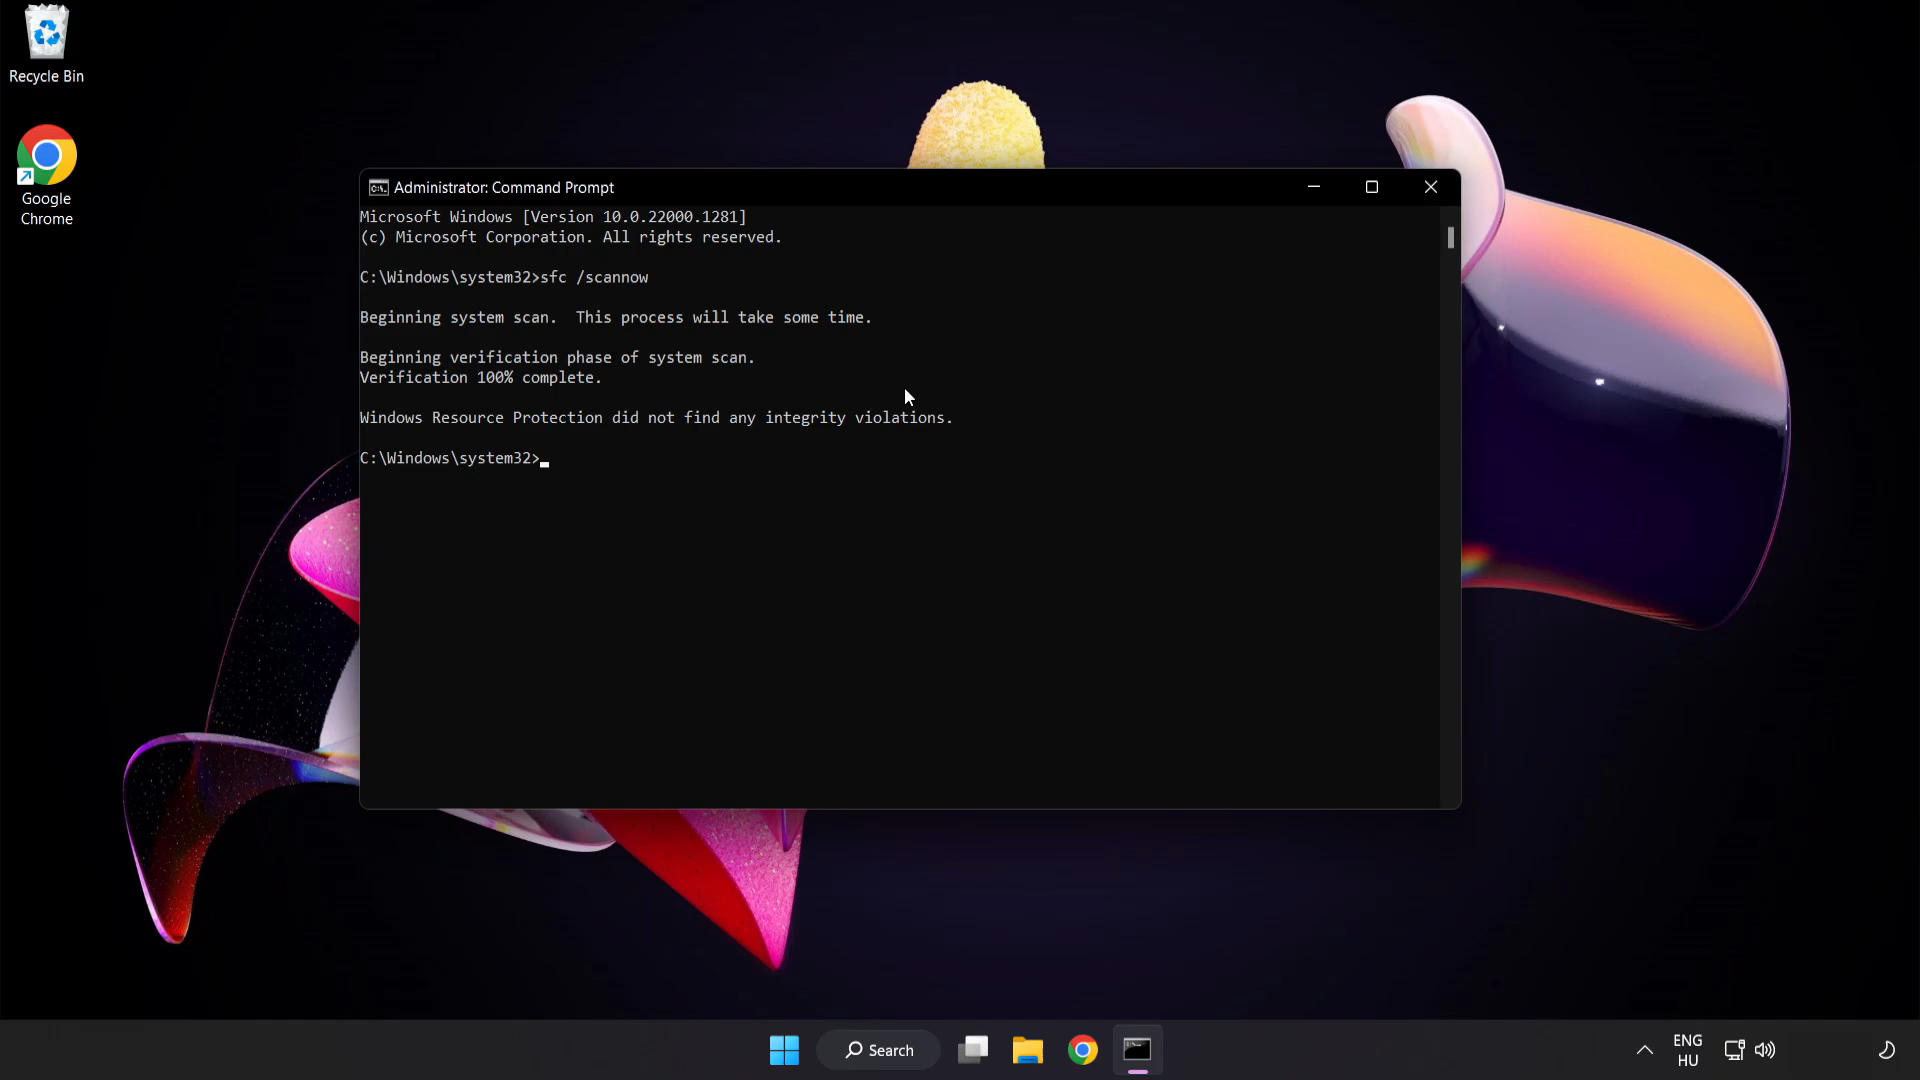 Recycle Bin
Google
Chrome
Administrator: Command Prompt
Microsoft Windows [Version 10.0.22000.1281]
(c) Microsoft Corporation. All rights reserved.
C:\Windows\system32>sfc /scannow
Beginning system scan.  This process will take some time.
Beginning verification phase of system scan.
Verification 100% complete.
Windows Resource Protection did not find any integrity violations.
C:\Windows\system32>
Search
ENG
HU